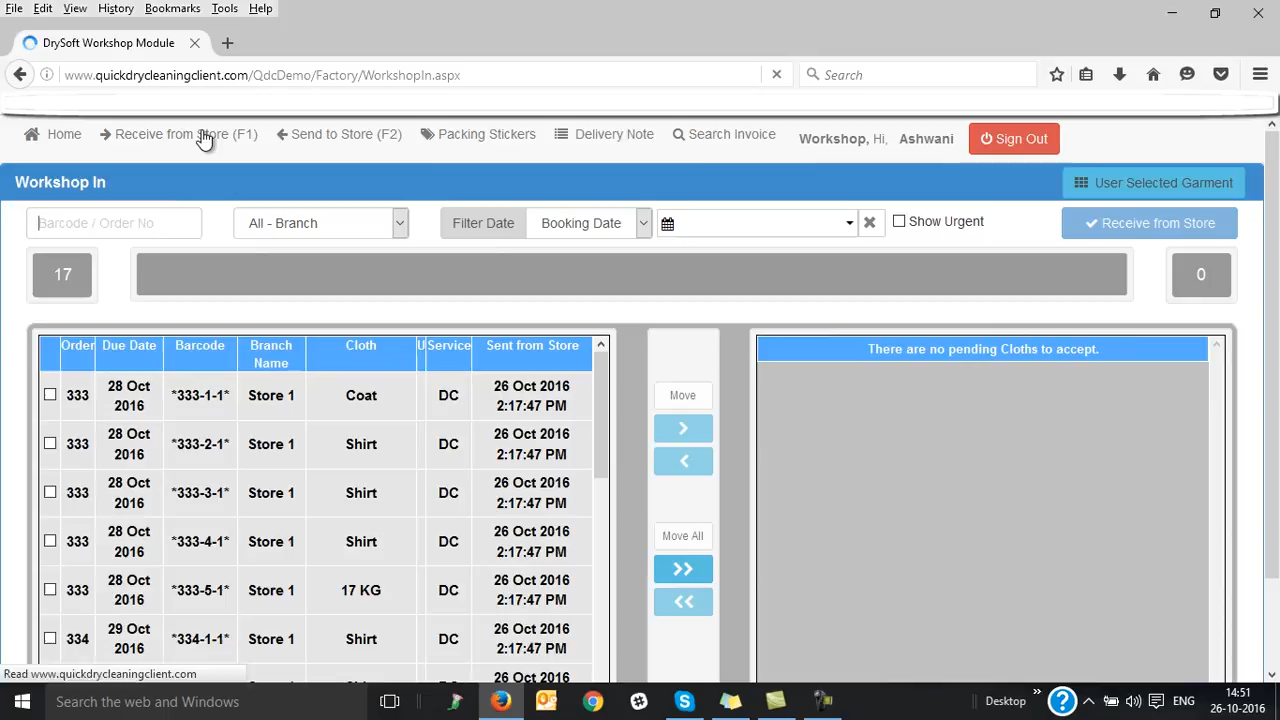 File Edit View History Bookmarks Tools Help
DrySoft Workshop Module
www.quickdrycleaningclient.com/QdcDemo/Factory/WorkshopIn.aspx
Search
Home Receive from Store (F1) Send to Store (F2) Packing Stickers Delivery Note Search Invoice Workshop, Hi, Ashwani Sign Out
Workshop In
User Selected Garment
Barcode / Order No All - Branch Filter Date Booking Date Show Urgent Receive from Store
17 0
Order Due Date Barcode Branch Name Cloth U Service Sent from Store
There are no pending Cloths to accept.
333 28 Oct 2016 *333-1-1* Store 1 Coat DC 26 Oct 2016 2:17:47 PM
333 28 Oct 2016 *333-2-1* Store 1 Shirt DC 26 Oct 2016 2:17:47 PM
333 28 Oct 2016 *333-3-1* Store 1 Shirt DC 26 Oct 2016 2:17:47 PM
333 28 Oct 2016 *333-4-1* Store 1 Shirt DC 26 Oct 2016 2:17:47 PM
333 28 Oct 2016 *333-5-1* Store 1 17 KG DC 26 Oct 2016 2:17:47 PM
334 29 Oct 2016 *334-1-1* Store 1 Shirt DC 26 Oct 2016 2:17:47 PM
Move
Move All
Read www.quickdrycleaningclient.com
Search the web and Windows
Desktop
ENG
14:51
26-10-2016